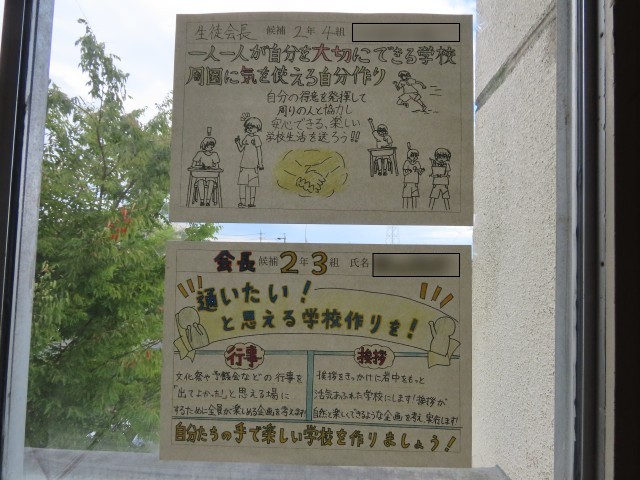 生徒会長 候補 2年 4組
一人一人が自分を大切にできる学校
周囲に気を使える自分作り
自分の得意を発揮して
周りの人と協力し
安心できる、楽しい
学校生活を送ろう!!
会長 候補 2年 3組 氏名
通いたい!
と思える学校作りを!
行事
文化祭や予餞会などの行事を
「出てよかった!」と思える場に
するために全員が楽しめる企画を考えます!
挨拶
挨拶をきっかけに君中をもっと
活気あふれた学校にします!挨拶が
自然と楽しくできるような企画を考え、実行します!
自分たちの手で楽しい学校を作りましょう!